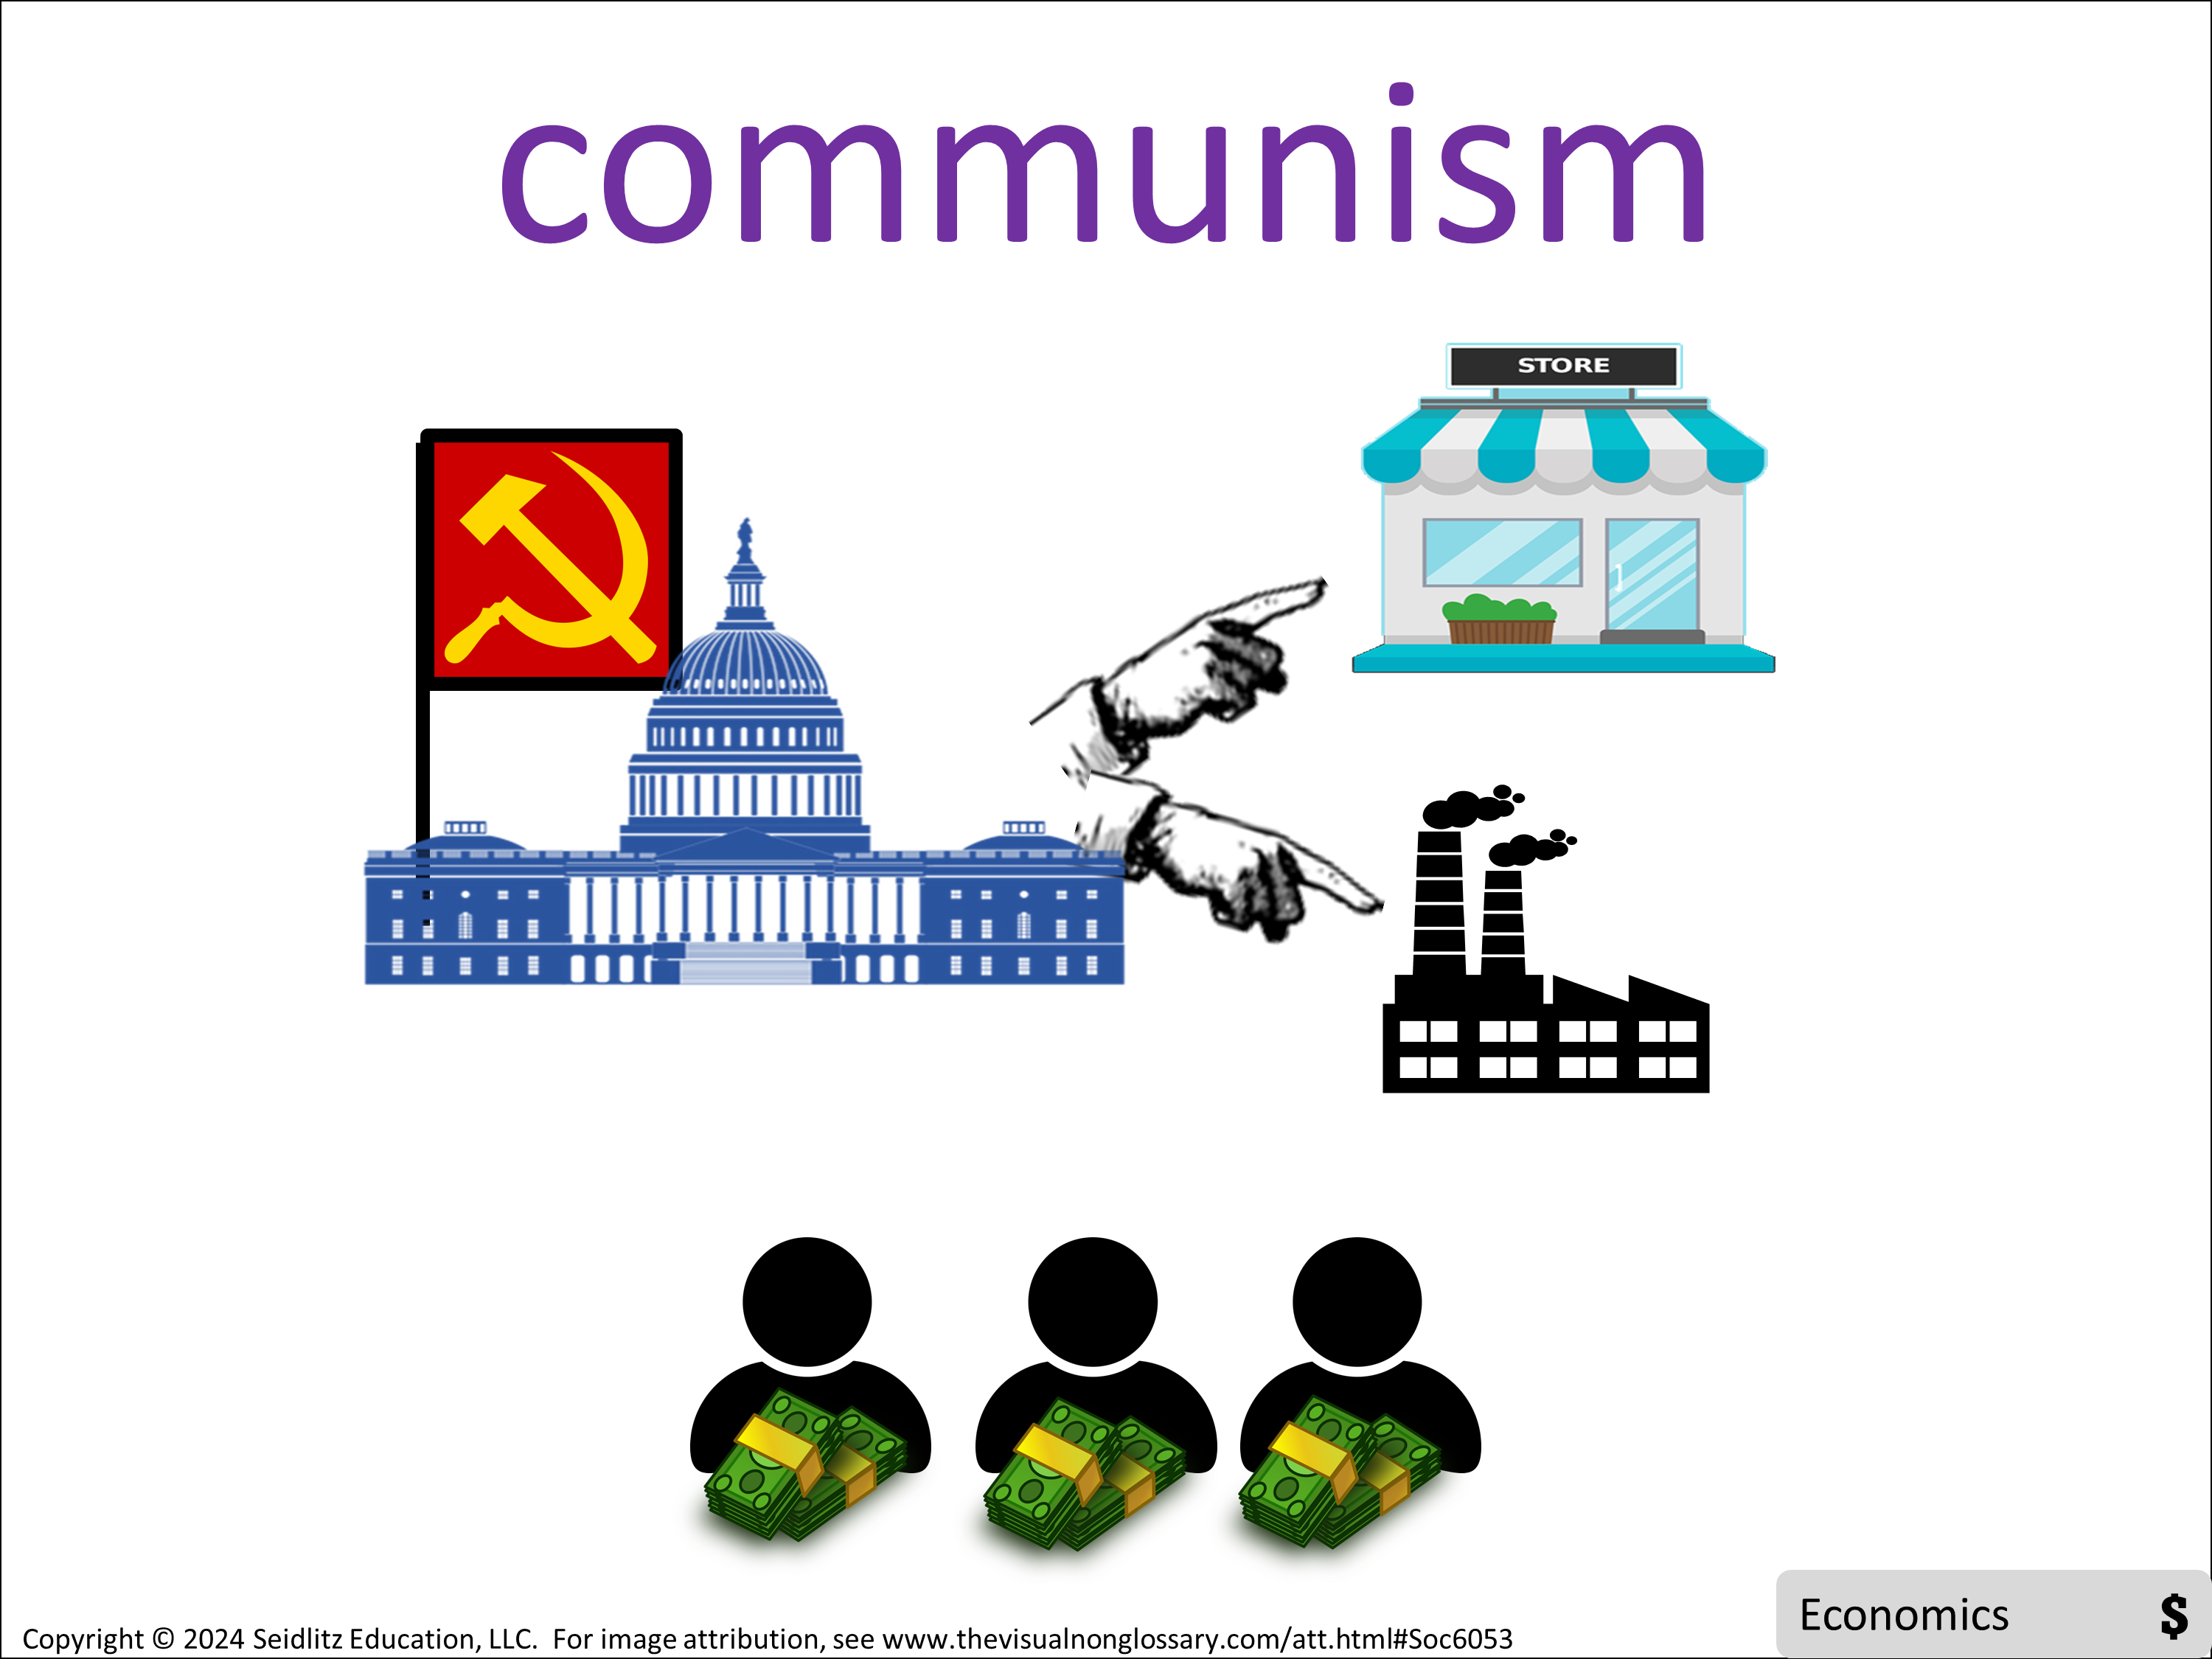 communism
STORE
Economics $
Copyright © 2024 Seidlitz Education, LLC.  For image attribution, see www.thevisualnonglossary.com/att.html#Soc6053